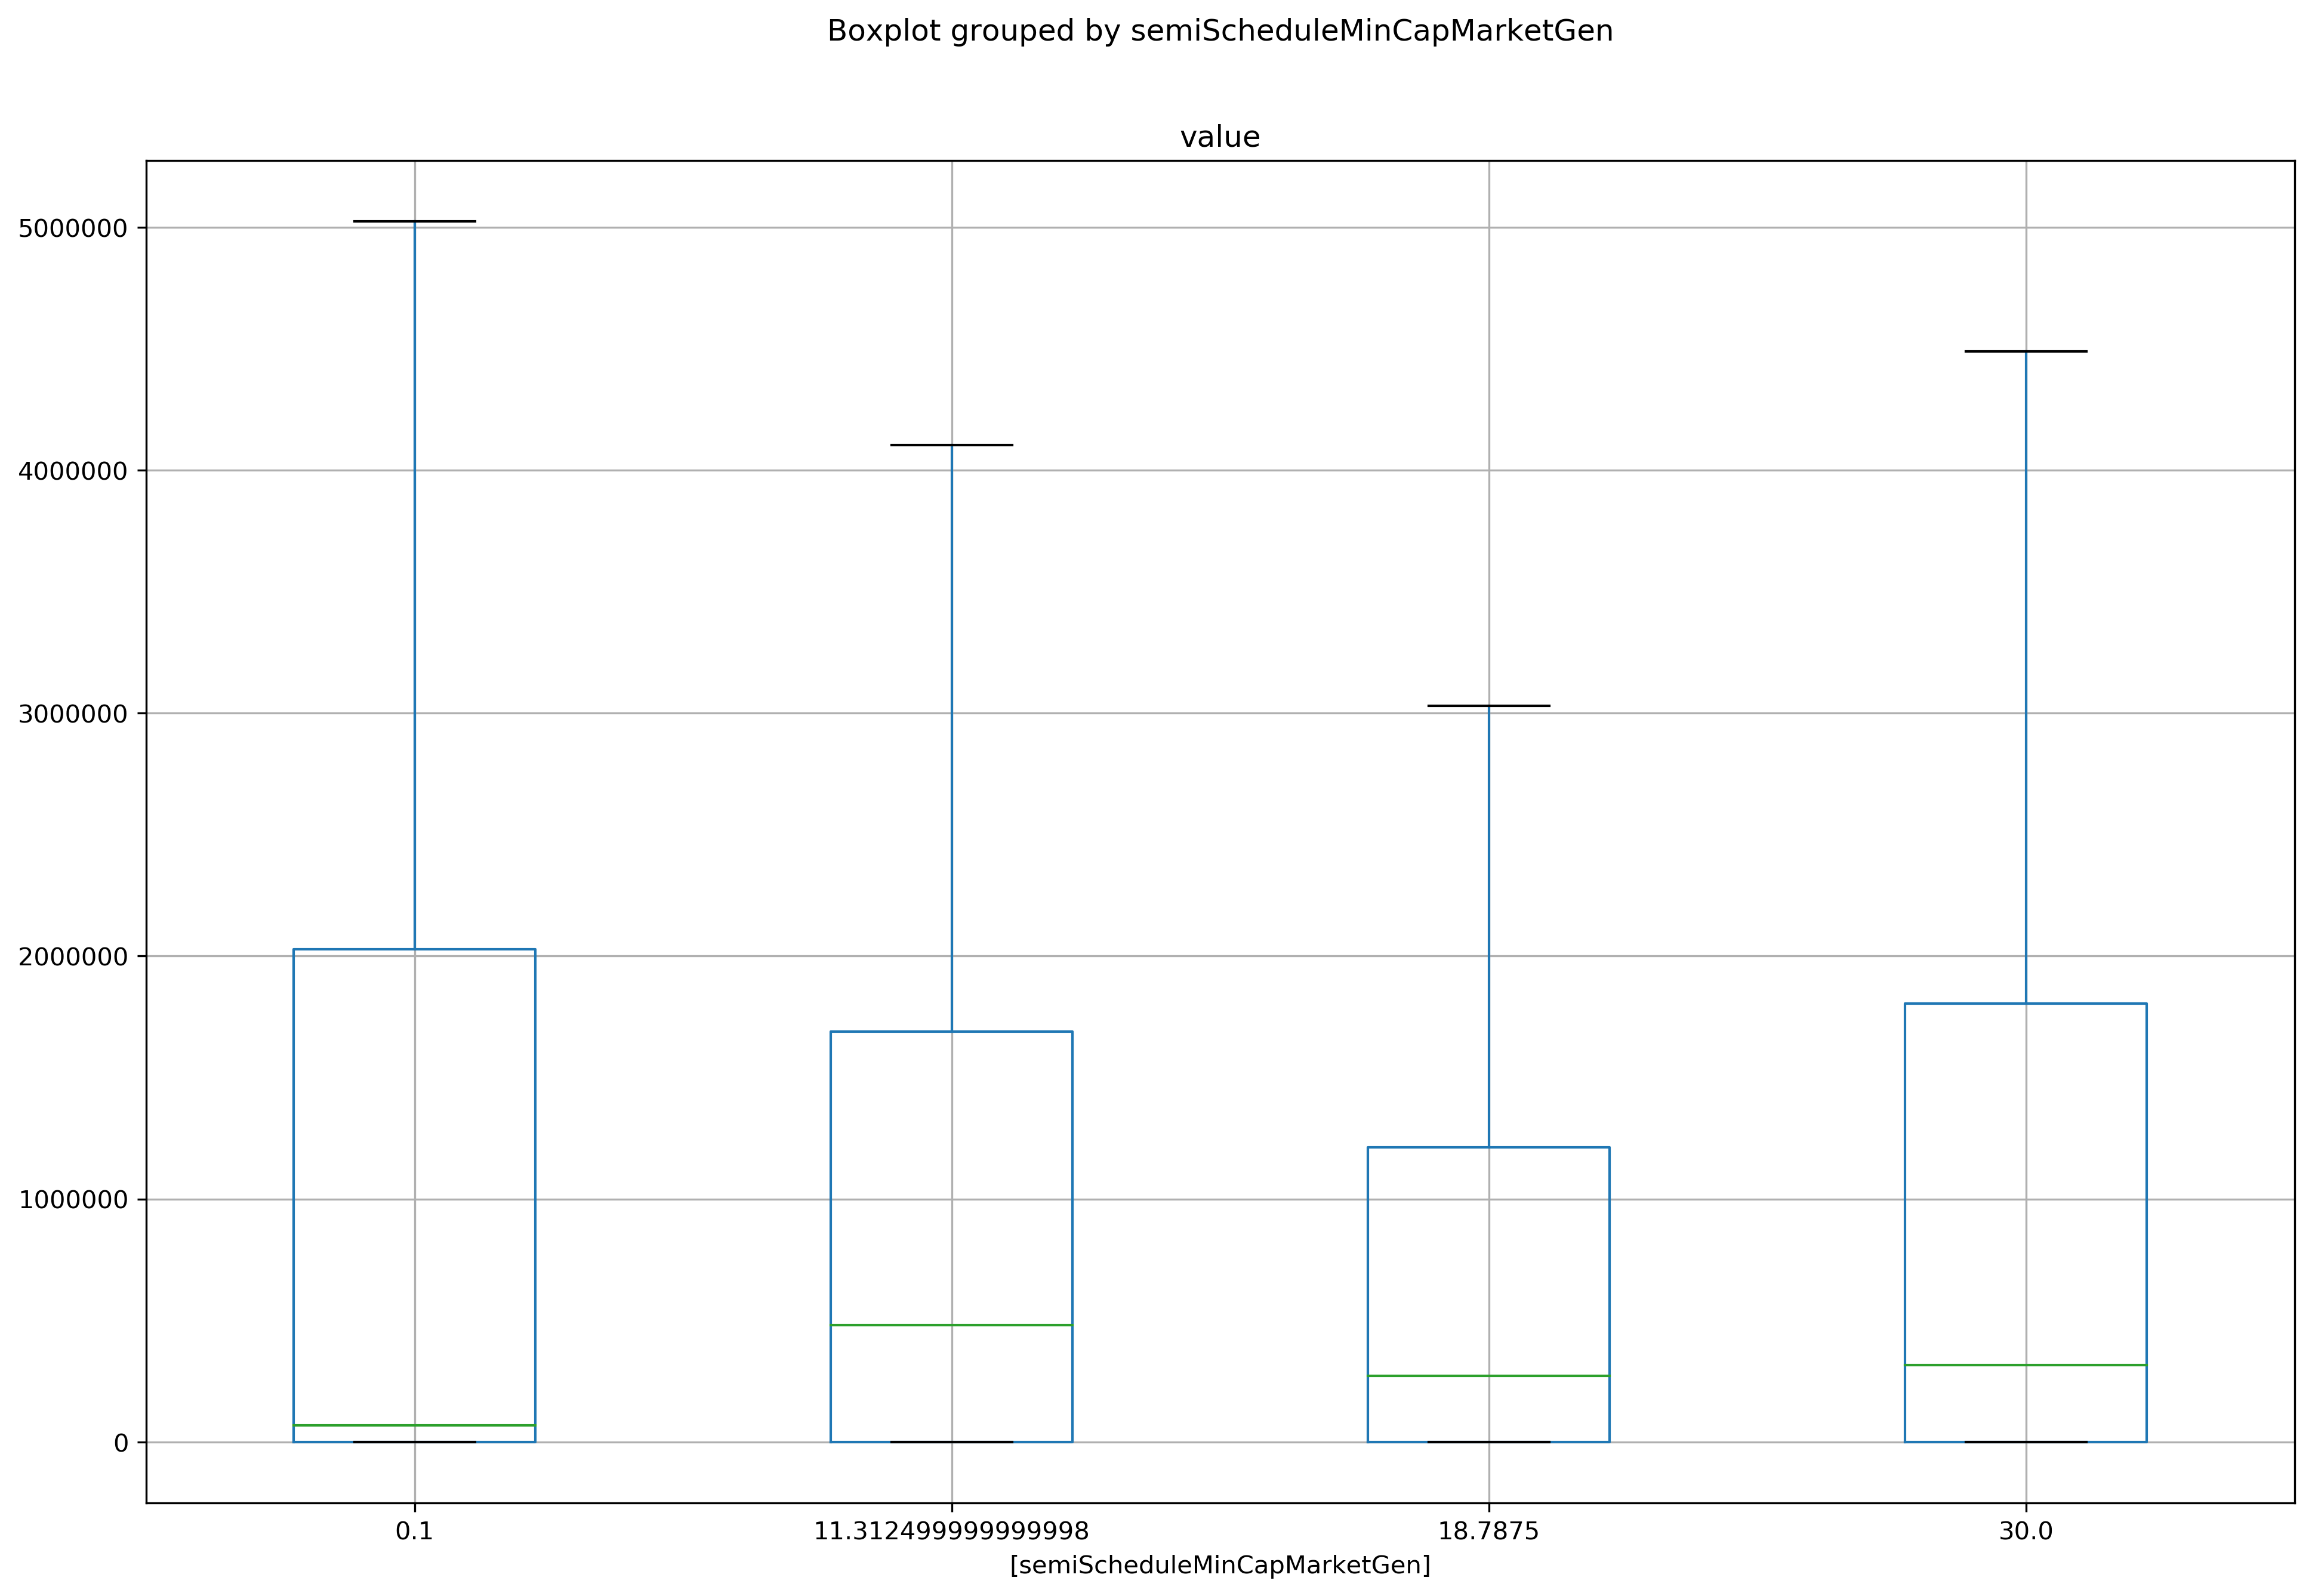 Boxplot grouped by semiScheduleMinCapMarketGen
value
5000000
4000000
3000000
2000000
1000000
0
0.1 11.312499999999998 18.7875 30.0
[semiScheduleMinCapMarketGen]